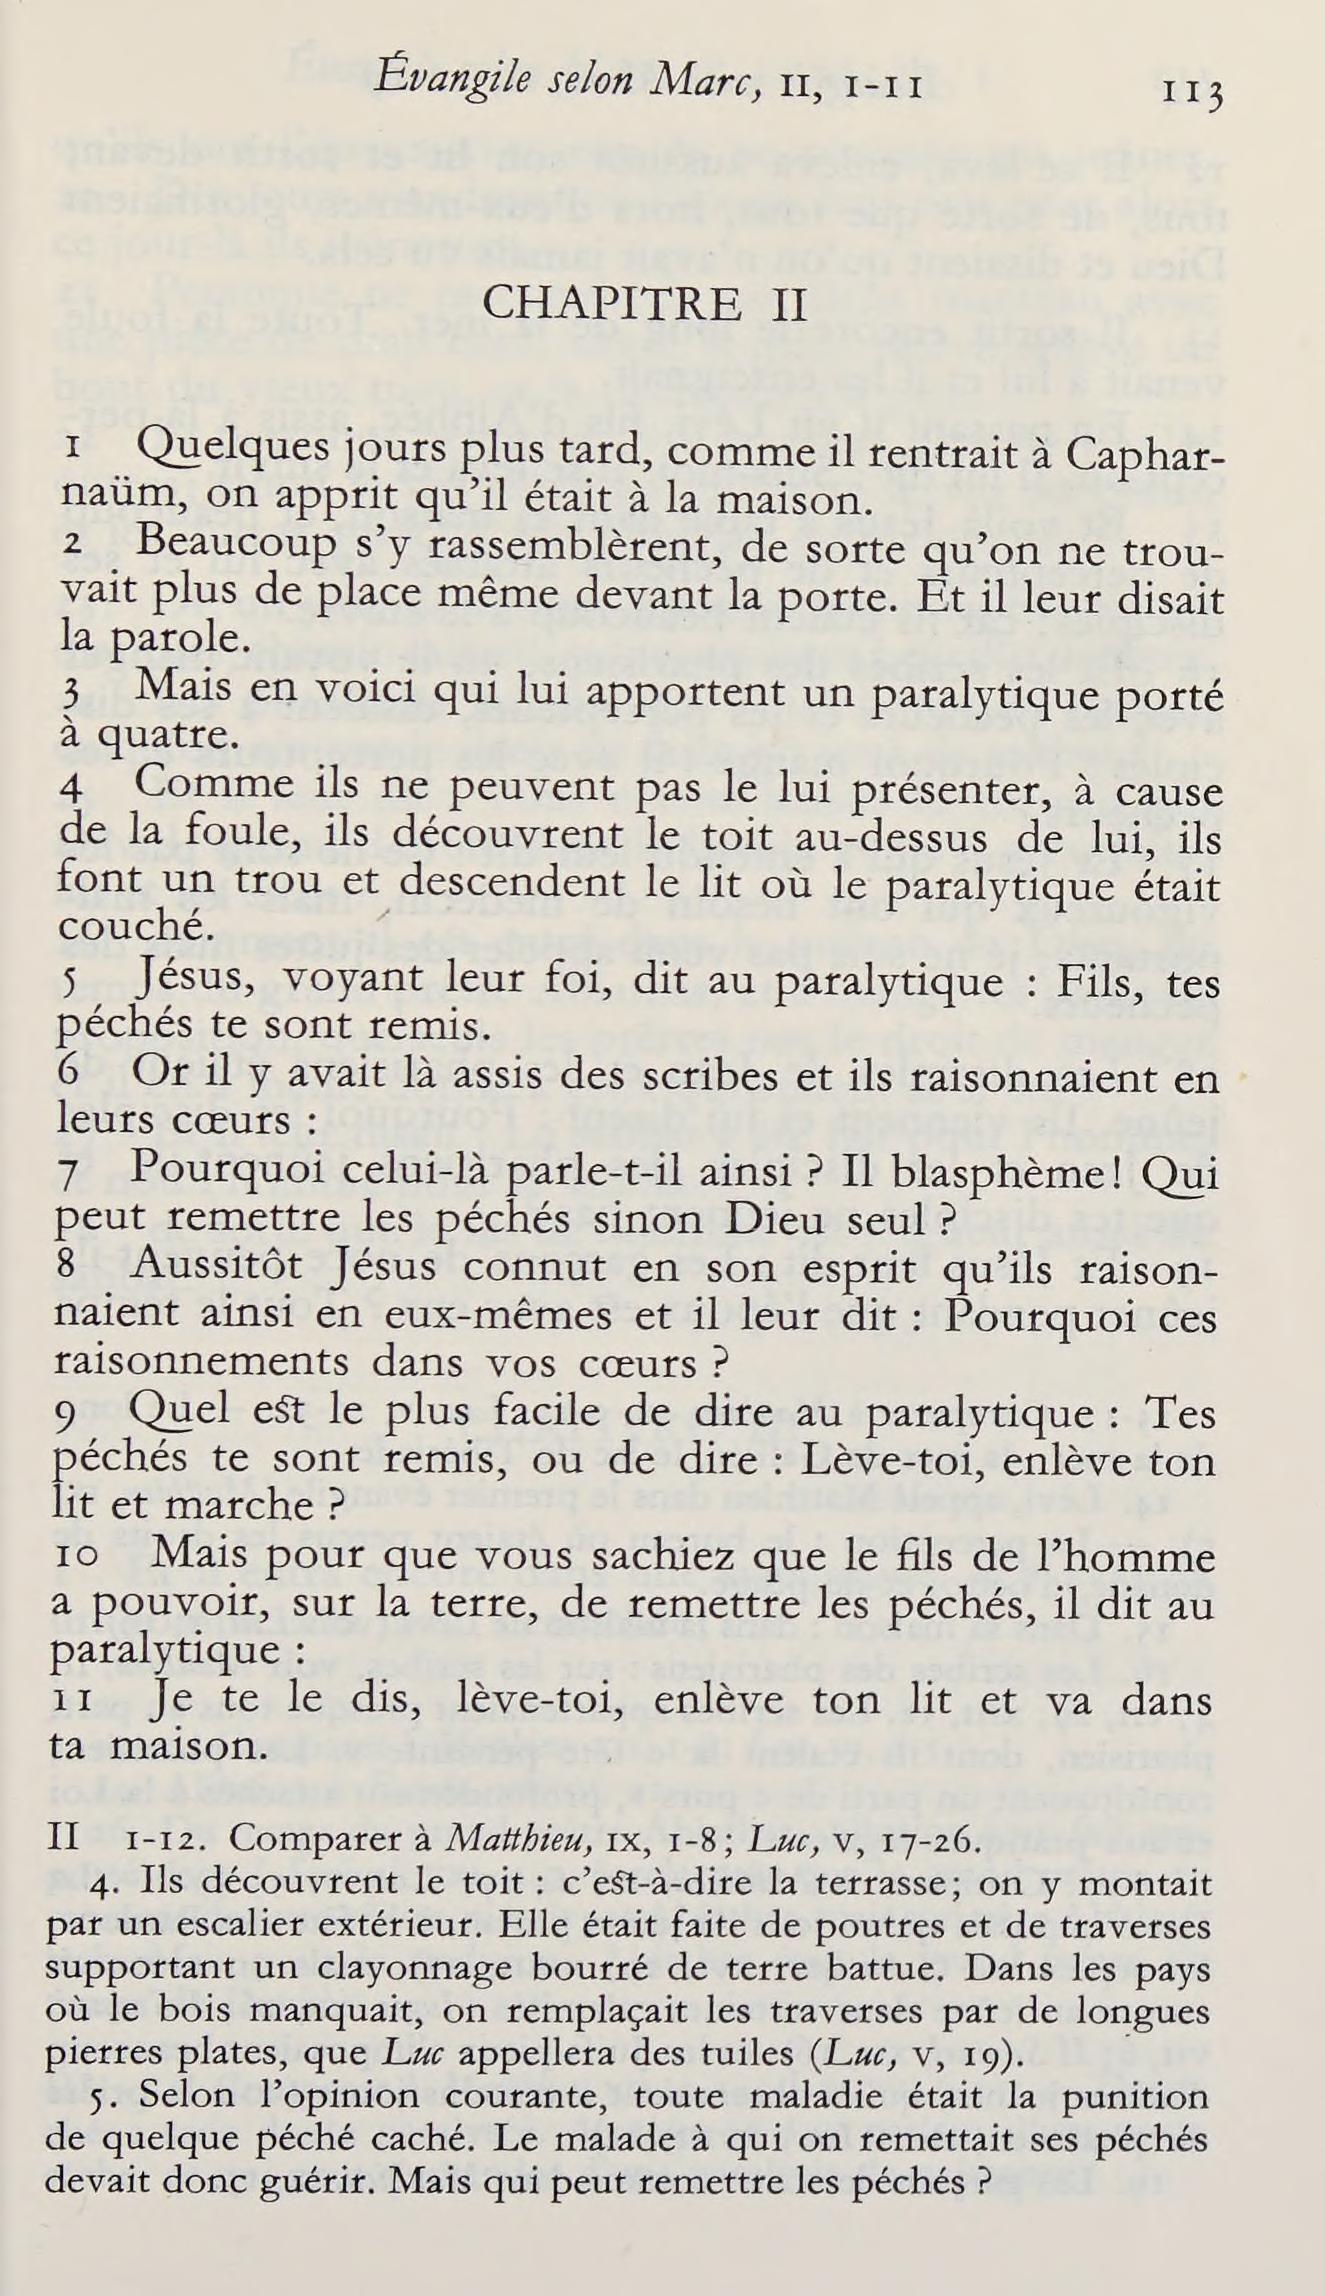 Évangile selon Marc, II, 1-11
113
CHAPITRE II
1 Quelques jours plus tard, comme il rentrait à Caphar-
naüm, on apprit qu’il était à la maison.
2 Beaucoup s’y rassemblèrent, de sorte qu’on ne trou-
vait plus de place même devant la porte. Et il leur disait
la parole.
3 Mais en voici qui lui apportent un paralytique porté
à quatre.
4 Comme ils ne peuvent pas le lui présenter, à cause
de la foule, ils découvrent le toit au-dessus de lui, ils
font un trou et descendent le lit où le paralytique était
couché.
5 Jésus, voyant leur foi, dit au paralytique : Fils, tes
péchés te sont remis.
6 Or il y avait là assis des scribes et ils raisonnaient en
leurs cœurs :
7 Pourquoi celui-là parle-t-il ainsi ? Il blasphème! Qui
peut remettre les péchés sinon Dieu seul ?
8 Aussitôt Jésus connut en son esprit qu’ils raison-
naient ainsi en eux-mêmes et il leur dit : Pourquoi ces
raisonnements dans vos cœurs ?
9 Quel est le plus facile de dire au paralytique : Tes
péchés te sont remis, ou de dire : Lève-toi, enlève ton
lit et marche ?
10 Mais pour que vous sachiez que le fils de l’homme
a pouvoir, sur la terre, de remettre les péchés, il dit au
paralytique :
11 Je te le dis, lève-toi, enlève ton lit et va dans
ta maison.
II 1-12. Comparer à Matthieu, IX, 1-8; Luc, V, 17-26.
4. Ils découvrent le toit : c’est-à-dire la terrasse; on y montait
par un escalier extérieur. Elle était faite de poutres et de traverses
supportant un clayonnage bourré de terre battue. Dans les pays
où le bois manquait, on remplaçait les traverses par de longues
pierres plates, que Luc appellera des tuiles (Luc, V, 19).
5. Selon l’opinion courante, toute maladie était la punition
de quelque péché caché. Le malade à qui on remettait ses péchés
devait donc guérir. Mais qui peut remettre les péchés ?